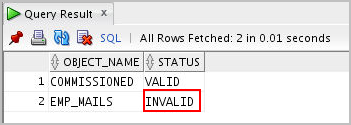 Query Result
SQL | All Rows Fetched: 2 in 0.01 seconds
OBJECT_NAME STATUS
1 COMMISSIONED VALID
2 EMP_MAILS INVALID